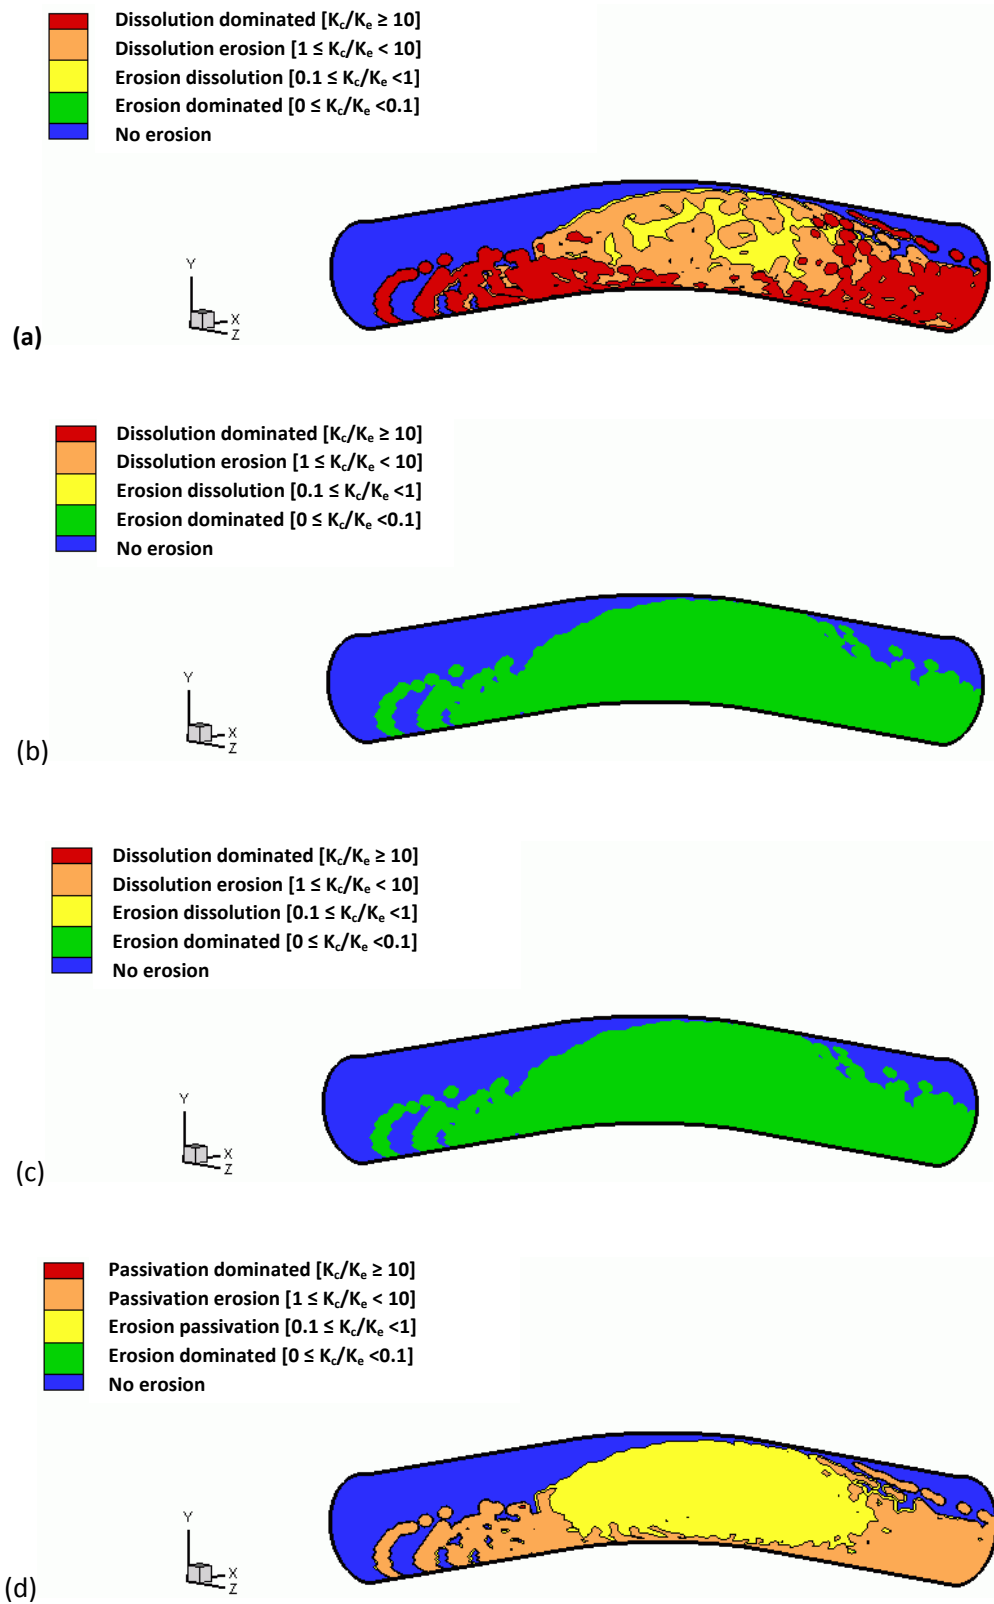 Dissolution dominated [Kc/Ke ≥ 10]
Dissolution erosion [1 ≤ Kc/Ke < 10]
Erosion dissolution [0.1 ≤ Kc/Ke <1]
Erosion dominated [0 ≤ Kc/Ke <0.1]
No erosion
Y
X
Z
(a)
Dissolution dominated [Kc/Ke ≥ 10]
Dissolution erosion [1 ≤ Kc/Ke < 10]
Erosion dissolution [0.1 ≤ Kc/Ke <1]
Erosion dominated [0 ≤ Kc/Ke <0.1]
No erosion
Y
X
Z
(b)
Dissolution dominated [Kc/Ke ≥ 10]
Dissolution erosion [1 ≤ Kc/Ke < 10]
Erosion dissolution [0.1 ≤ Kc/Ke <1]
Erosion dominated [0 ≤ Kc/Ke <0.1]
No erosion
Y
X
Z
(c)
Passivation dominated [Kc/Ke ≥ 10]
Passivation erosion [1 ≤ Kc/Ke < 10]
Erosion passivation [0.1 ≤ Kc/Ke <1]
Erosion dominated [0 ≤ Kc/Ke <0.1]
No erosion
Y
X
Z
(d)